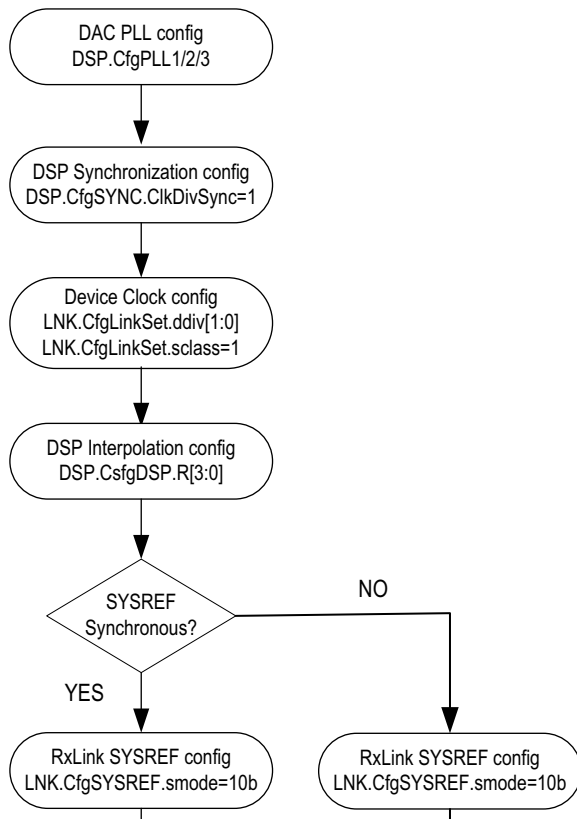 DAC PLL config
DSP.CfgPLL1/2/3
DSP Synchronization config
DSP.CfgSYNC.ClkDivSync=1
Device Clock config
LNK.CfgLinkSet.ddiv[1:0]
LNK.CfgLinkSet.sclass=1
DSP Interpolation config
DSP.CsfgDSP.R[3:0]
SYSREF
Synchronous?
NO
YES
RxLink SYSREF config
LNK.CfgSYSREF.smode=10b
RxLink SYSREF config
LNK.CfgSYSREF.smode=10b